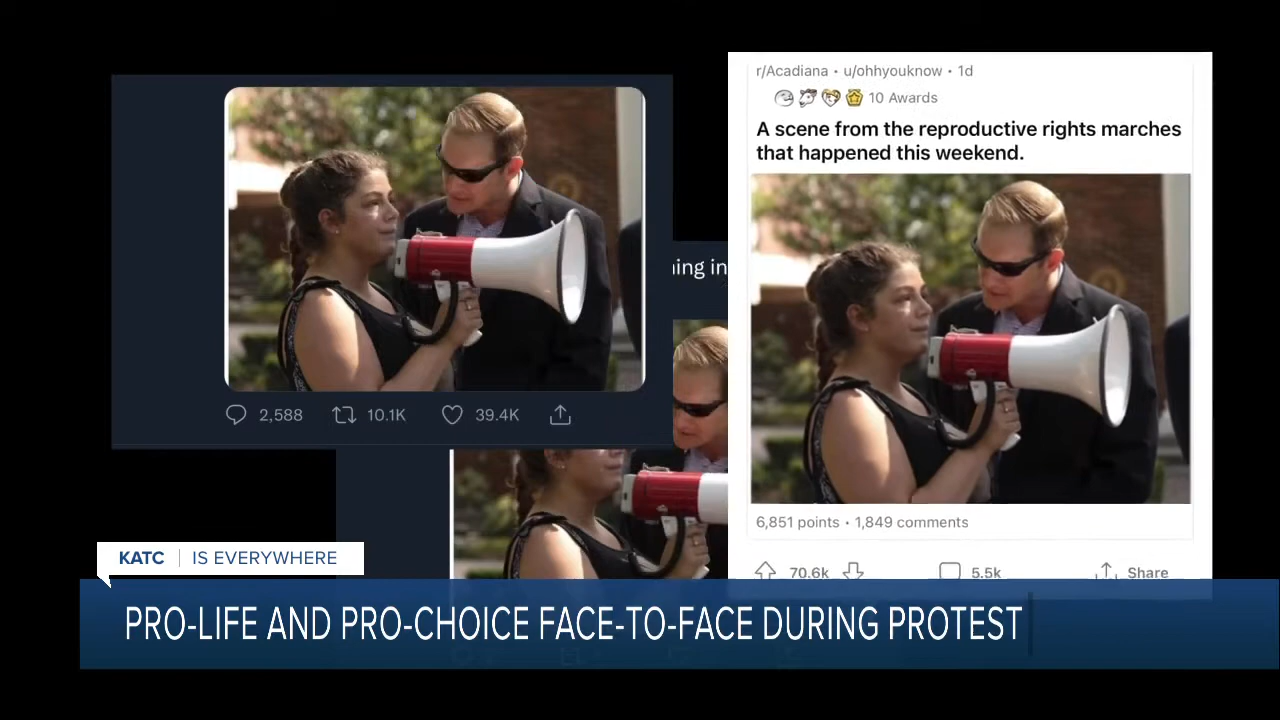 2,588 10.1K 39.4K
ing in
r/Acadiana • u/ohhyouknow • 1d
10 Awards
A scene from the reproductive rights marches
that happened this weekend.
6,851 points • 1,849 comments
70.6k 5.5k Share
KATC | IS EVERYWHERE
PRO-LIFE AND PRO-CHOICE FACE-TO-FACE DURING PROTEST